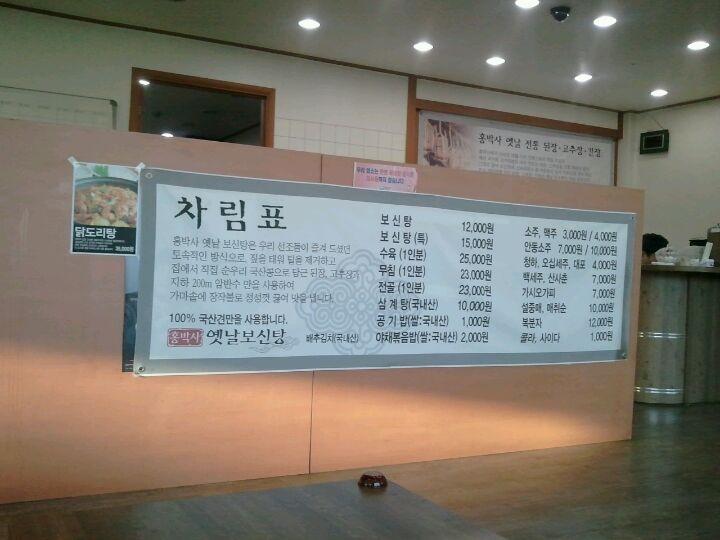 홍박사 옛날 전통 된장·고추장·간장
닭도리탕
차림표
홍박사 옛날 보신탕은 우리 선조들이 즐겨 드셨던
토속적인 방식으로 짚을 태워 털을 제거하고
집에서 직접 순우리 국산콩으로 담근 된장, 고추장과
지하 200m 암반수 만을 사용하여
가마솥에 장작불로 정성껏 끓여 맛을 냅니다.
100% 국산견만을 사용합니다.
홍박사 옛날보신탕
배추김치(국내산)
보신탕 12,000원
보신탕 (특) 15,000원
수육 (1인분) 25,000원
무침 (1인분) 23,000원
전골 (1인분) 23,000원
삼계탕(국내산) 10,000원
공기밥(쌀:국내산) 1,000원
야채볶음밥(쌀:국내산) 2,000원
소주, 맥주 3,000원 / 4,000원
안동소주 7,000원 / 10,000원
청하, 오십세주, 대포 4,000원
백세주, 산사춘 7,000원
가시오가피 7,000원
설중매, 매취순 10,000원
복분자 12,000원
콜라, 사이다 1,000원